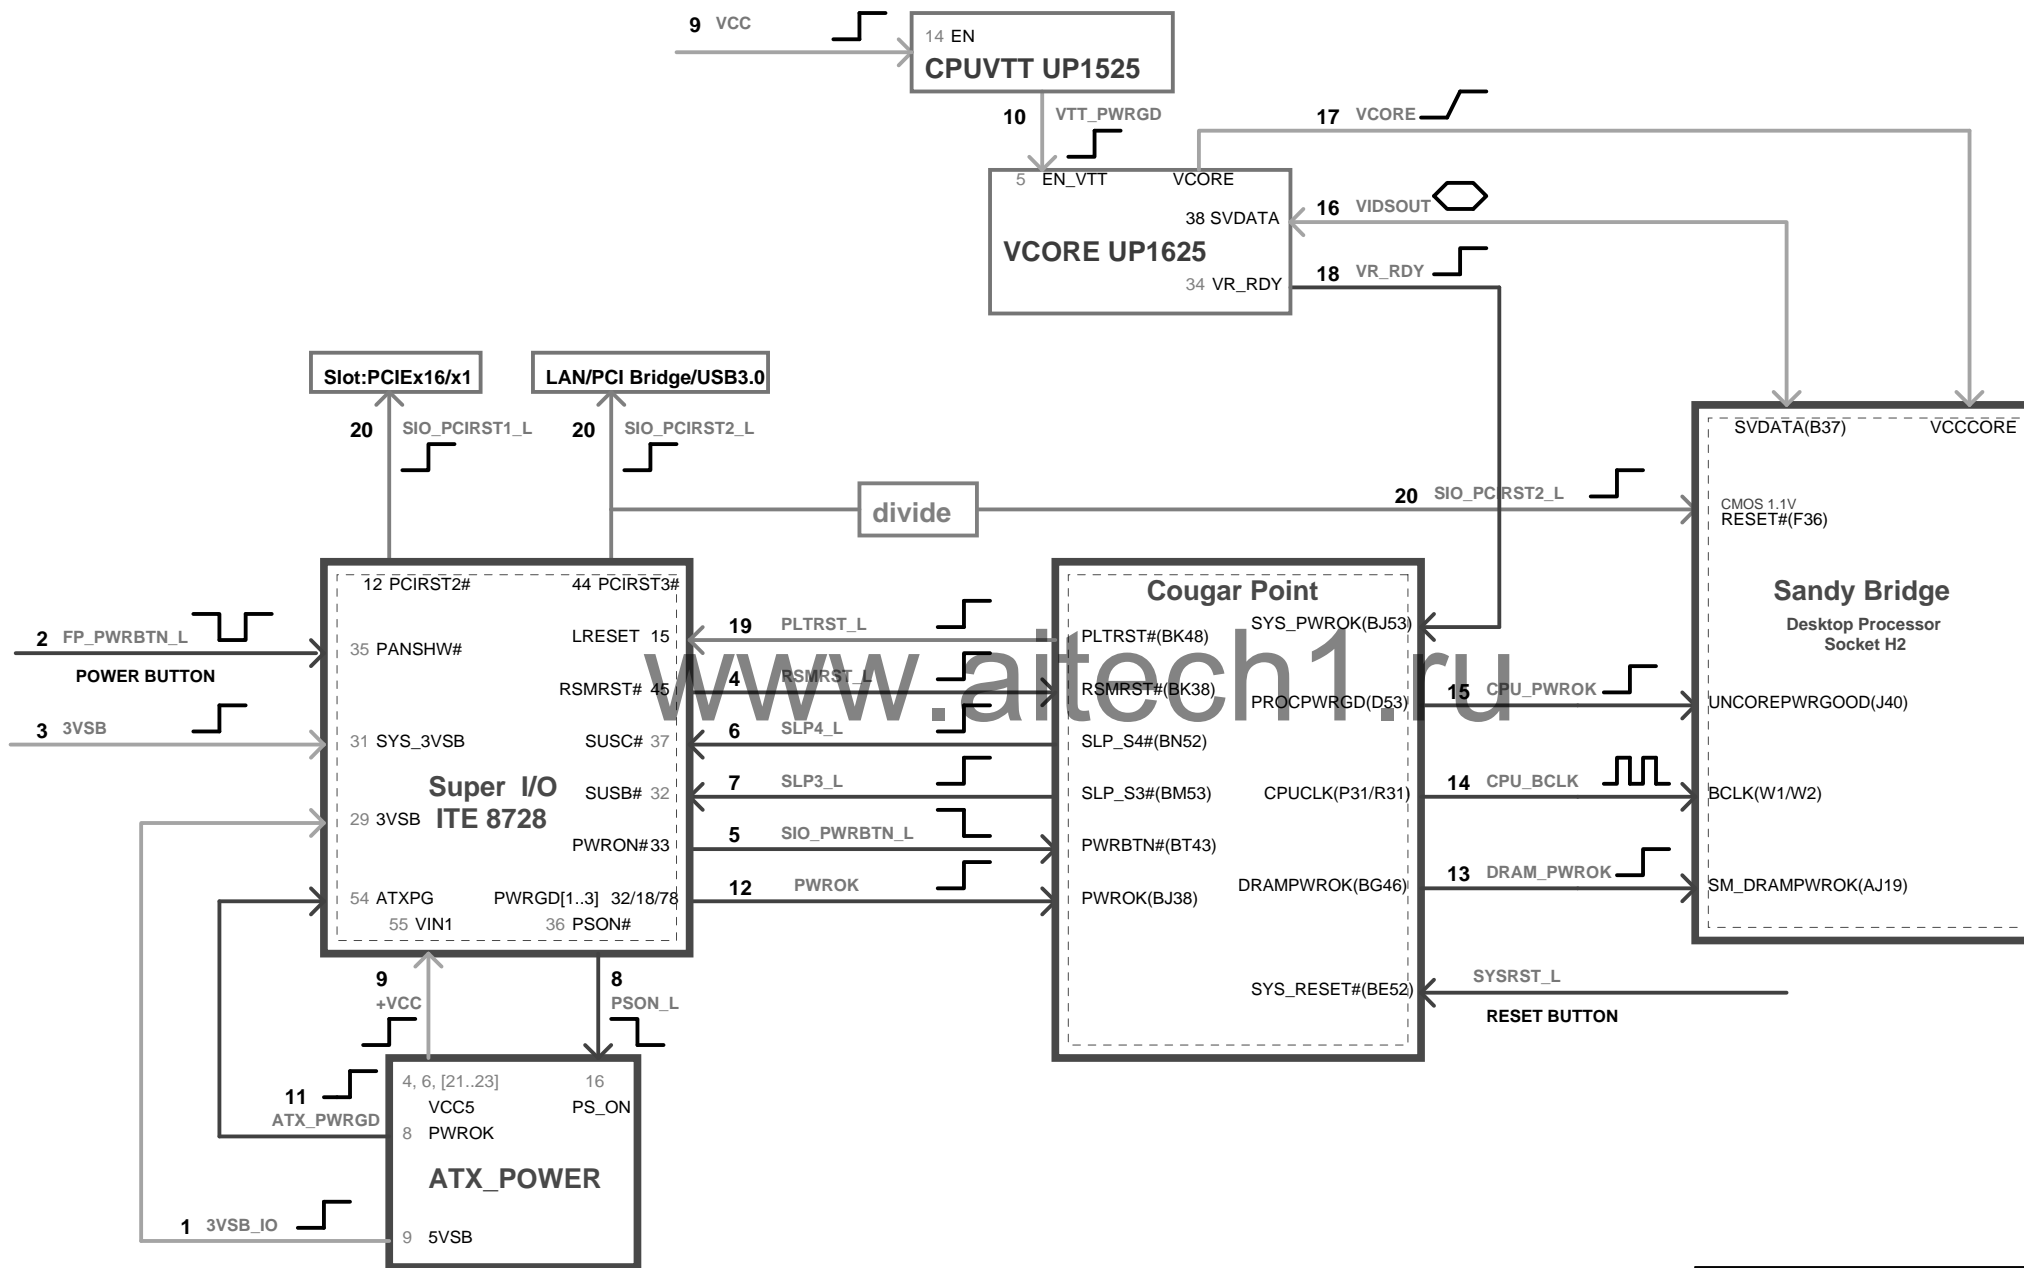 9 VCC
14 EN
CPUVTT UP1525
10 VTT_PWRGD
17 VCORE
5 EN_VTT VCORE
16 VIDSOUT
38 SVDATA
VCORE UP1625
18 VR_RDY
34 VR_RDY
Slot:PCIEx16/x1
LAN/PCI Bridge/USB3.0
20 SIO_PCIRST1_L
20 SIO_PCIRST2_L
SVDATA(B37) VCCCORE
divide
20 SIO_PCIRST2_L
CMOS 1.1V
RESET#(F36)
Sandy Bridge
Desktop Processor
Socket H2
12 PCIRST2# 44 PCIRST3#
Cougar Point
2 FP_PWRBTN_L
POWER BUTTON
35 PANSHW#
LRESET 15
19 PLTRST_L
PLTRST#(BK48)
SYS_PWROK(BJ53)
www.aitech1.ru
RSMRST# 45
4 RSMRST_L
RSMRST#(BK38)
PROCPWRGD(D53)
15 CPU_PWROK
UNCOREPWRGOOD(J40)
3 3VSB
31 SYS_3VSB
SUSC# 37
6 SLP4_L
SLP_S4#(BN52)
Super I/O
ITE 8728
SUSB# 32
7 SLP3_L
SLP_S3#(BM53)
CPUCLK(P31/R31)
14 CPU_BCLK
BCLK(W1/W2)
29 3VSB
PWRON#33
5 SIO_PWRBTN_L
PWRBTN#(BT43)
54 ATXPG
PWRGD[1..3] 32/18/78
12 PWROK
PWROK(BJ38)
DRAMPWROK(BG46)
13 DRAM_PWROK
SM_DRAMPWROK(AJ19)
55 VIN1 36 PSON#
9 +VCC
8 PSON_L
SYS_RESET#(BE52)
SYSRST_L
RESET BUTTON
4, 6, [21..23] 16
VCC5 PS_ON
11 ATX_PWRGD
8 PWROK
ATX_POWER
1 3VSB_IO
9 5VSB